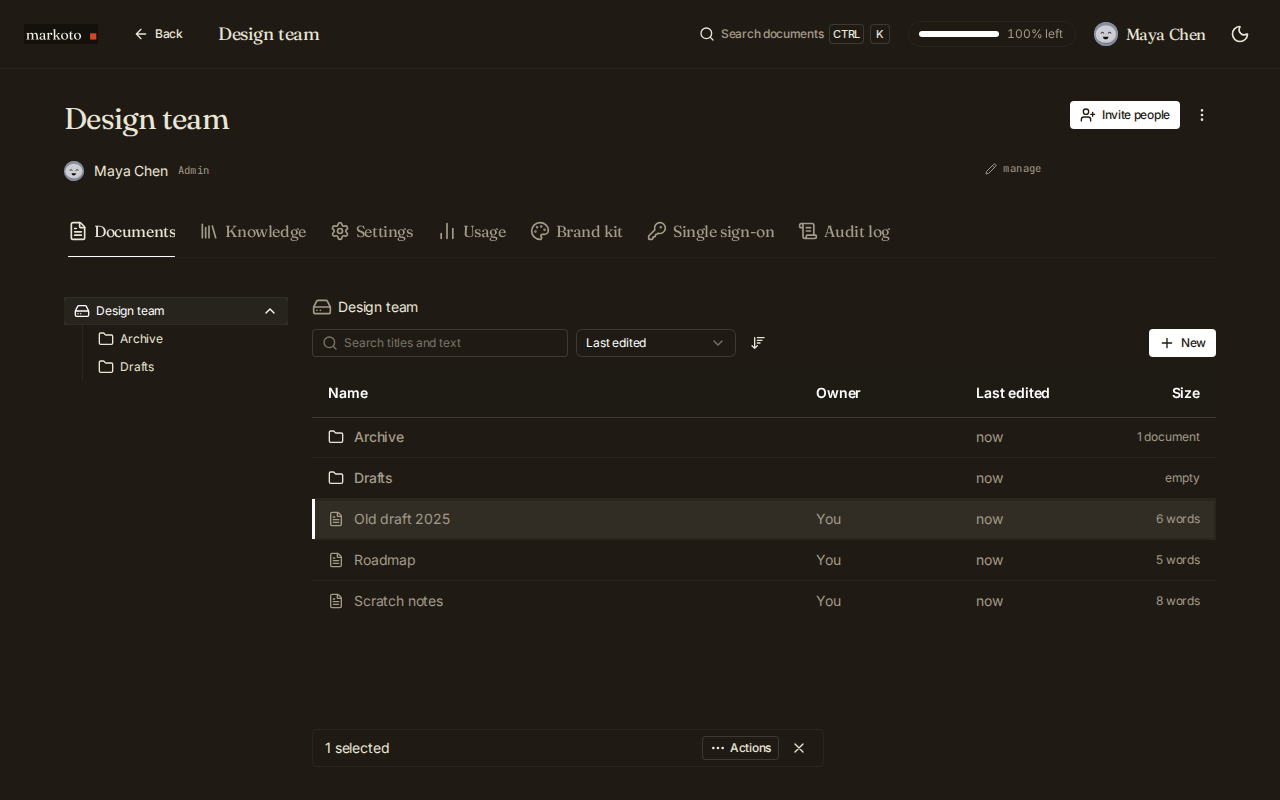 markoto
Back
Design team
Search documents CTRL K
100% left
Maya Chen
Design team
Invite people
Maya Chen Admin
manage
Documents Knowledge Settings Usage Brand kit Single sign-on Audit log
Design team
Archive
Drafts
Design team
Search titles and text
Last edited
New
Name Owner Last edited Size
Archive now 1 document
Drafts now empty
Old draft 2025 You now 6 words
Roadmap You now 5 words
Scratch notes You now 8 words
1 selected
Actions